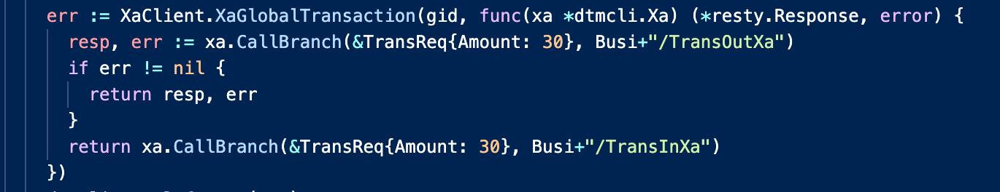 err := XaClient.XaGlobalTransaction(gid, func(xa *dtmcli.Xa) (*resty.Response, error) {
  resp, err := xa.CallBranch(&TransReq{Amount: 30}, Busi+"/TransOutXa")
  if err != nil {
    return resp, err
  }
  return xa.CallBranch(&TransReq{Amount: 30}, Busi+"/TransInXa")
})